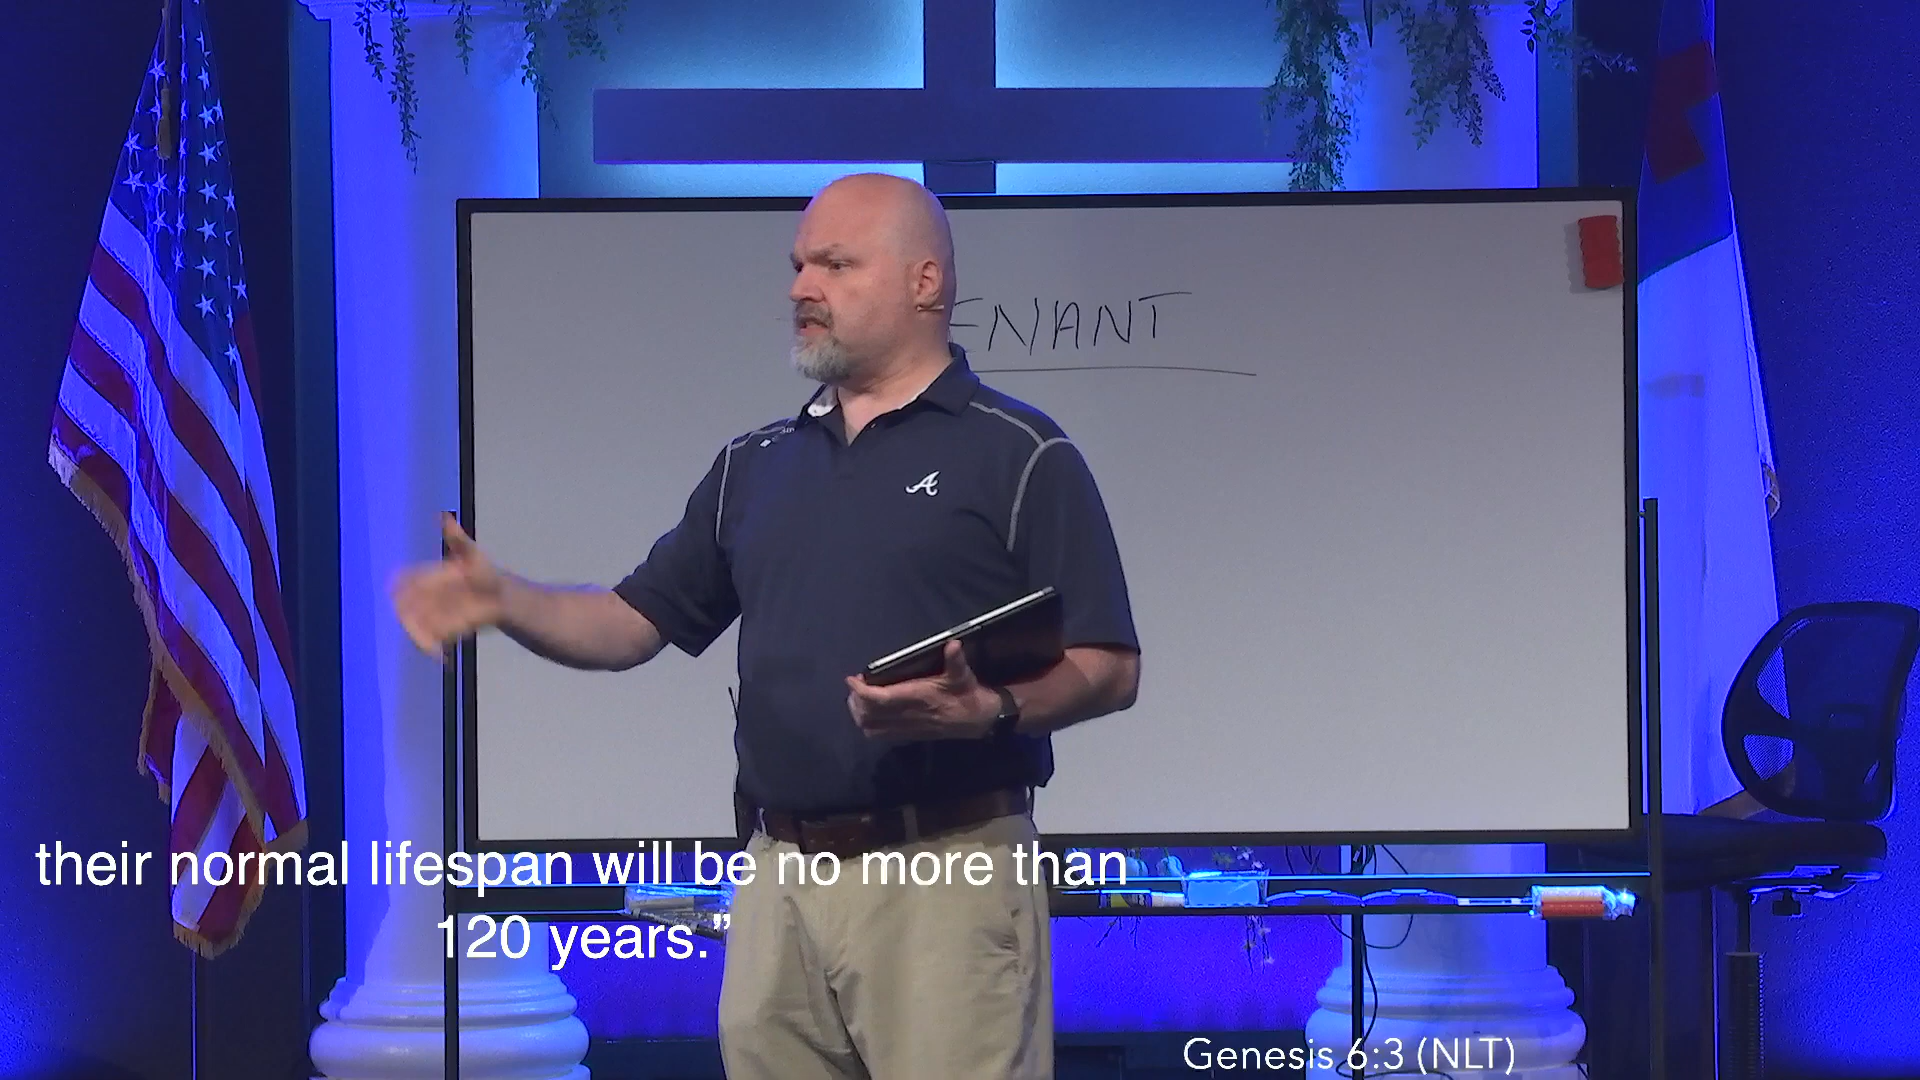 ENANT
A
their normal lifespan will be no more than
120 years.”
Genesis 6:3 (NLT)